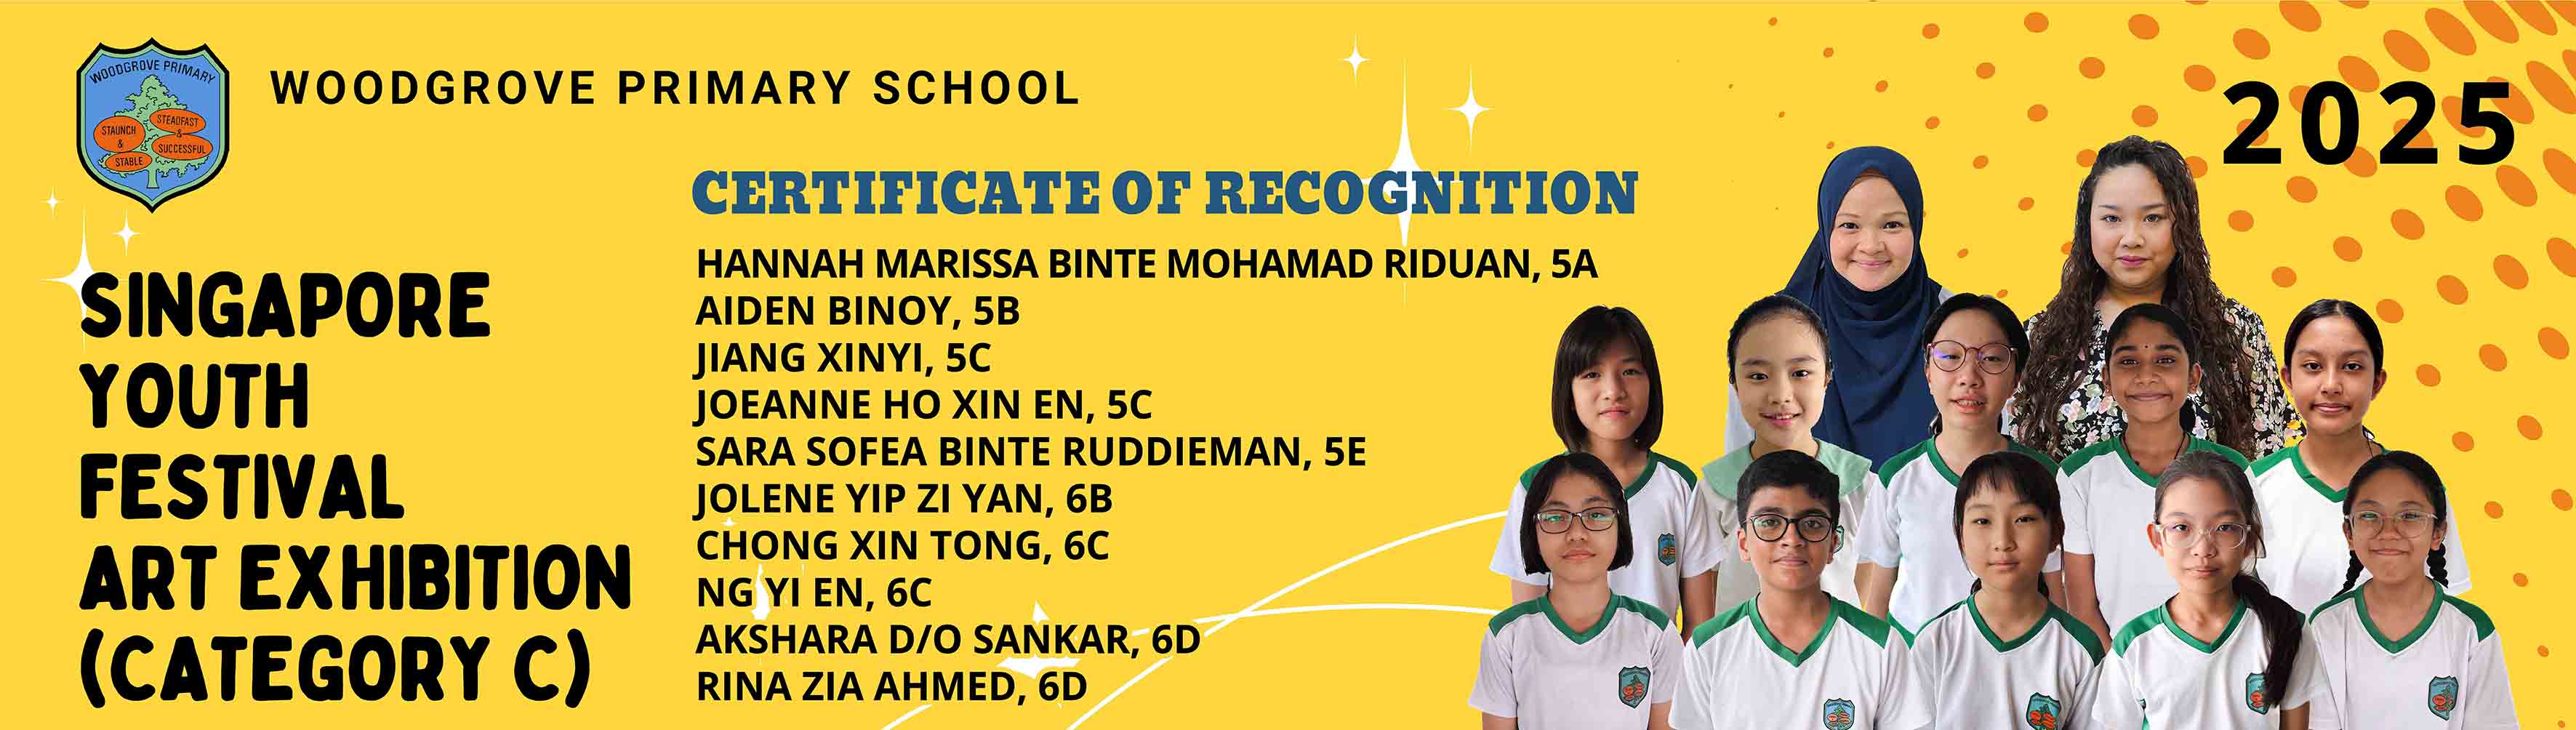 WOODGROVE PRIMARY
STAUNCH
&
STABLE
STEADFAST
&
SUCCESSFUL
WOODGROVE PRIMARY SCHOOL
2025
SINGAPORE
YOUTH
FESTIVAL
ART EXHIBITION
(CATEGORY C)
CERTIFICATE OF RECOGNITION
HANNAH MARISSA BINTE MOHAMAD RIDUAN, 5A
AIDEN BINOY, 5B
JIANG XINYI, 5C
JOEANNE HO XIN EN, 5C
SARA SOFEA BINTE RUDDIEMAN, 5E
JOLENE YIP ZI YAN, 6B
CHONG XIN TONG, 6C
NG YI EN, 6C
AKSHARA D/O SANKAR, 6D
RINA ZIA AHMED, 6D